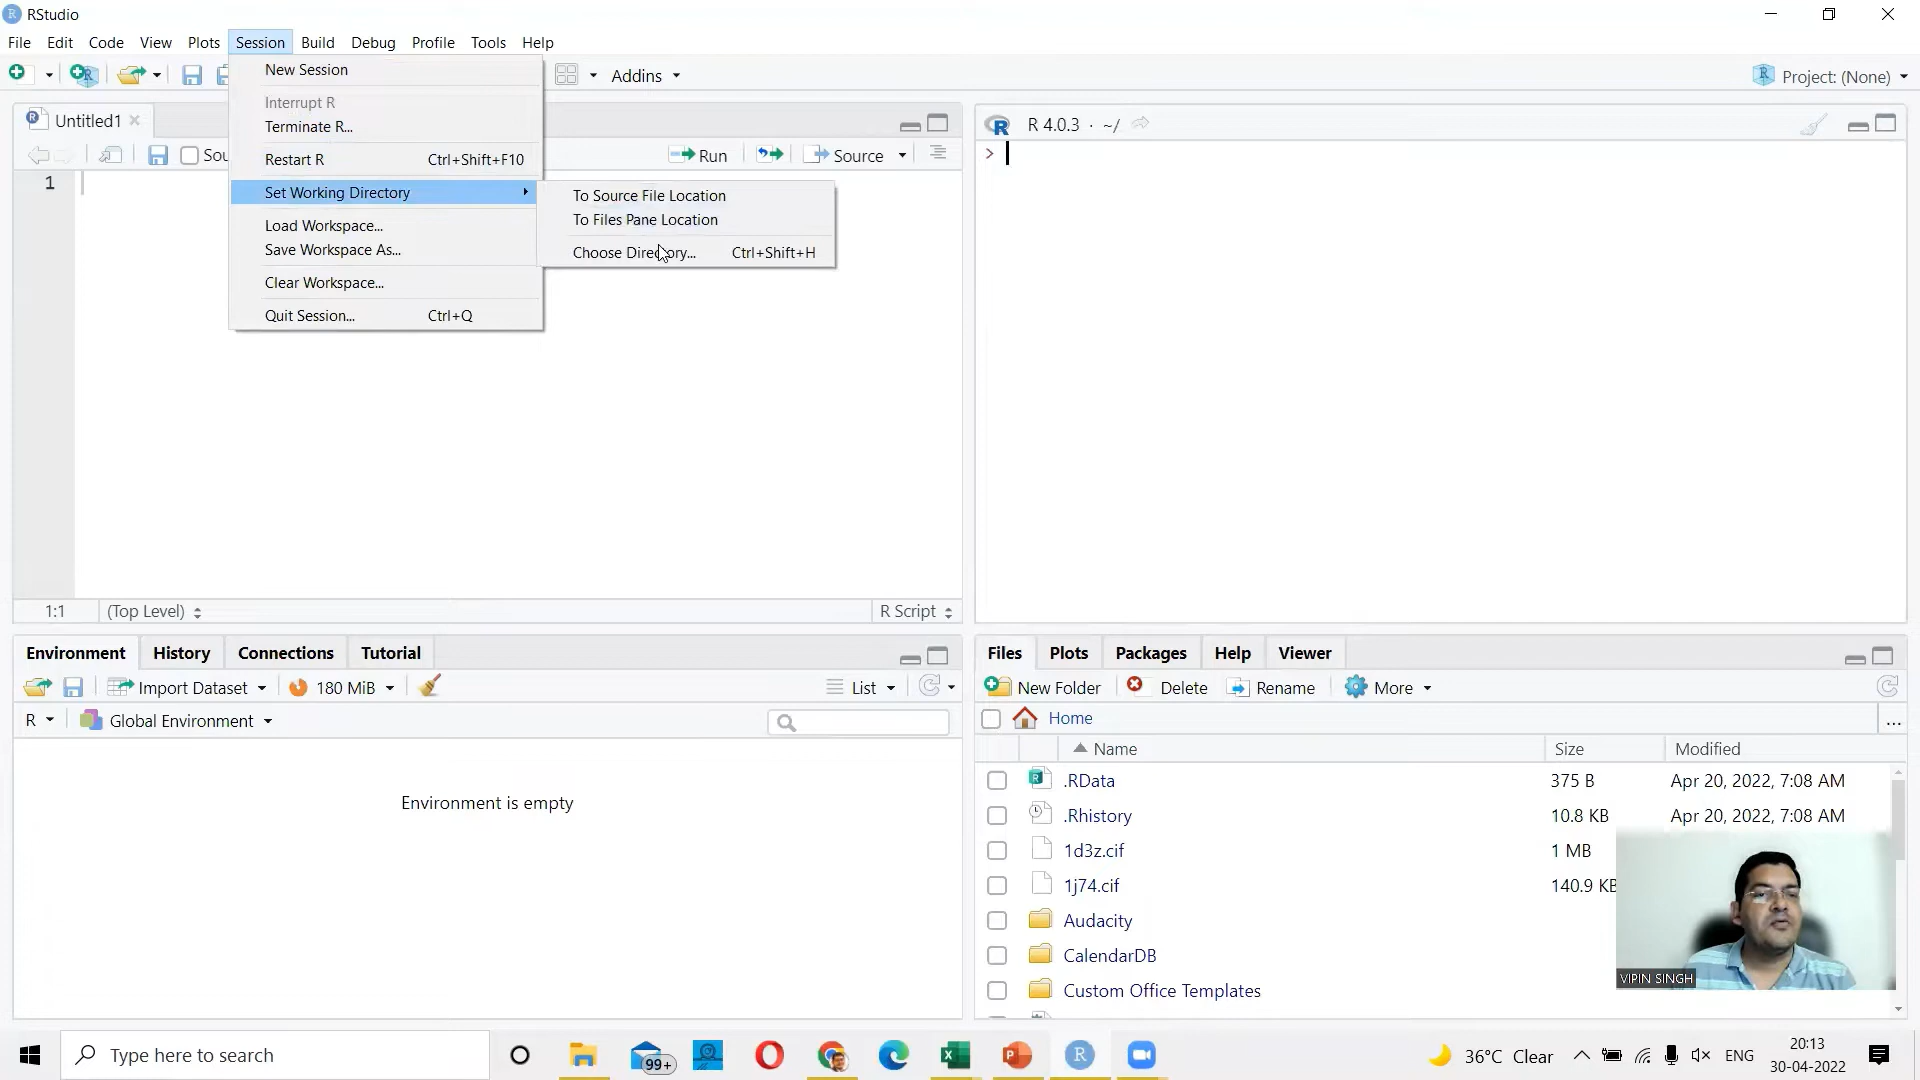 RStudio
File Edit Code View Plots Session Build Debug Profile Tools Help
Addins
Project: (None)
New Session
Interrupt R
Terminate R...
Restart R Ctrl+Shift+F10
Set Working Directory
Load Workspace...
Save Workspace As...
Clear Workspace...
Quit Session... Ctrl+Q
To Source File Location
To Files Pane Location
Choose Directory... Ctrl+Shift+H
Untitled1
Sou
Run
Source
1
1:1 (Top Level) R Script
R 4.0.3 · ~/
>
Environment History Connections Tutorial
Import Dataset 180 MiB List
R Global Environment
Environment is empty
Files Plots Packages Help Viewer
New Folder Delete Rename More
Home ...
Name Size Modified
.RData 375 B Apr 20, 2022, 7:08 AM
.Rhistory 10.8 KB Apr 20, 2022, 7:08 AM
1d3z.cif 1 MB
1j74.cif 140.9 KB
Audacity
CalendarDB
Custom Office Templates
VIPIN SINGH
Type here to search
99+
36°C Clear
ENG
20:13
30-04-2022